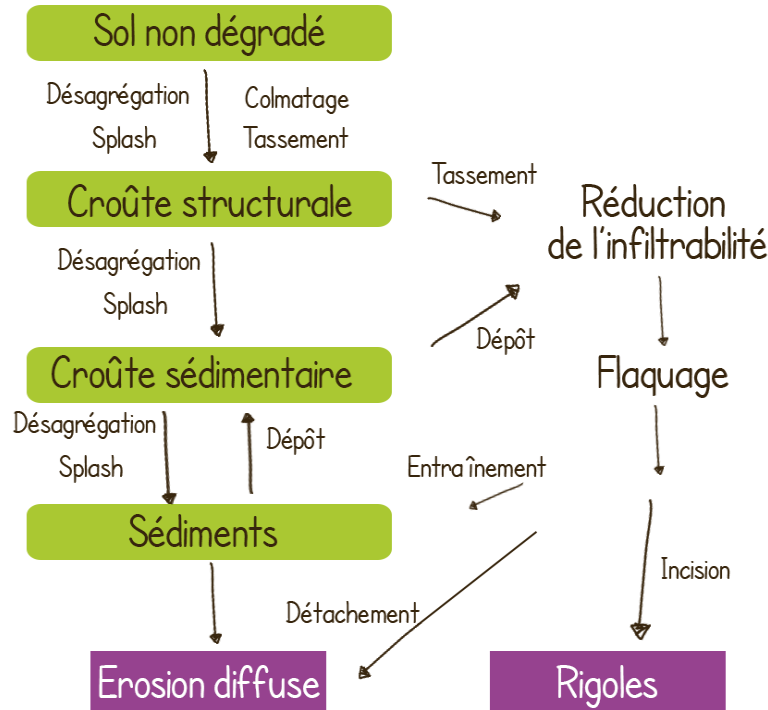 Sol non dégradé
Désagrégation
Colmatage
Splash
Tassement
Croûte structurale
Tassement
Réduction
de l'infiltrabilité
Désagrégation
Splash
Croûte sédimentaire
Dépôt
Flaquage
Désagrégation
Splash
Dépôt
Entraînement
Sédiments
Incision
Détachement
Erosion diffuse
Rigoles